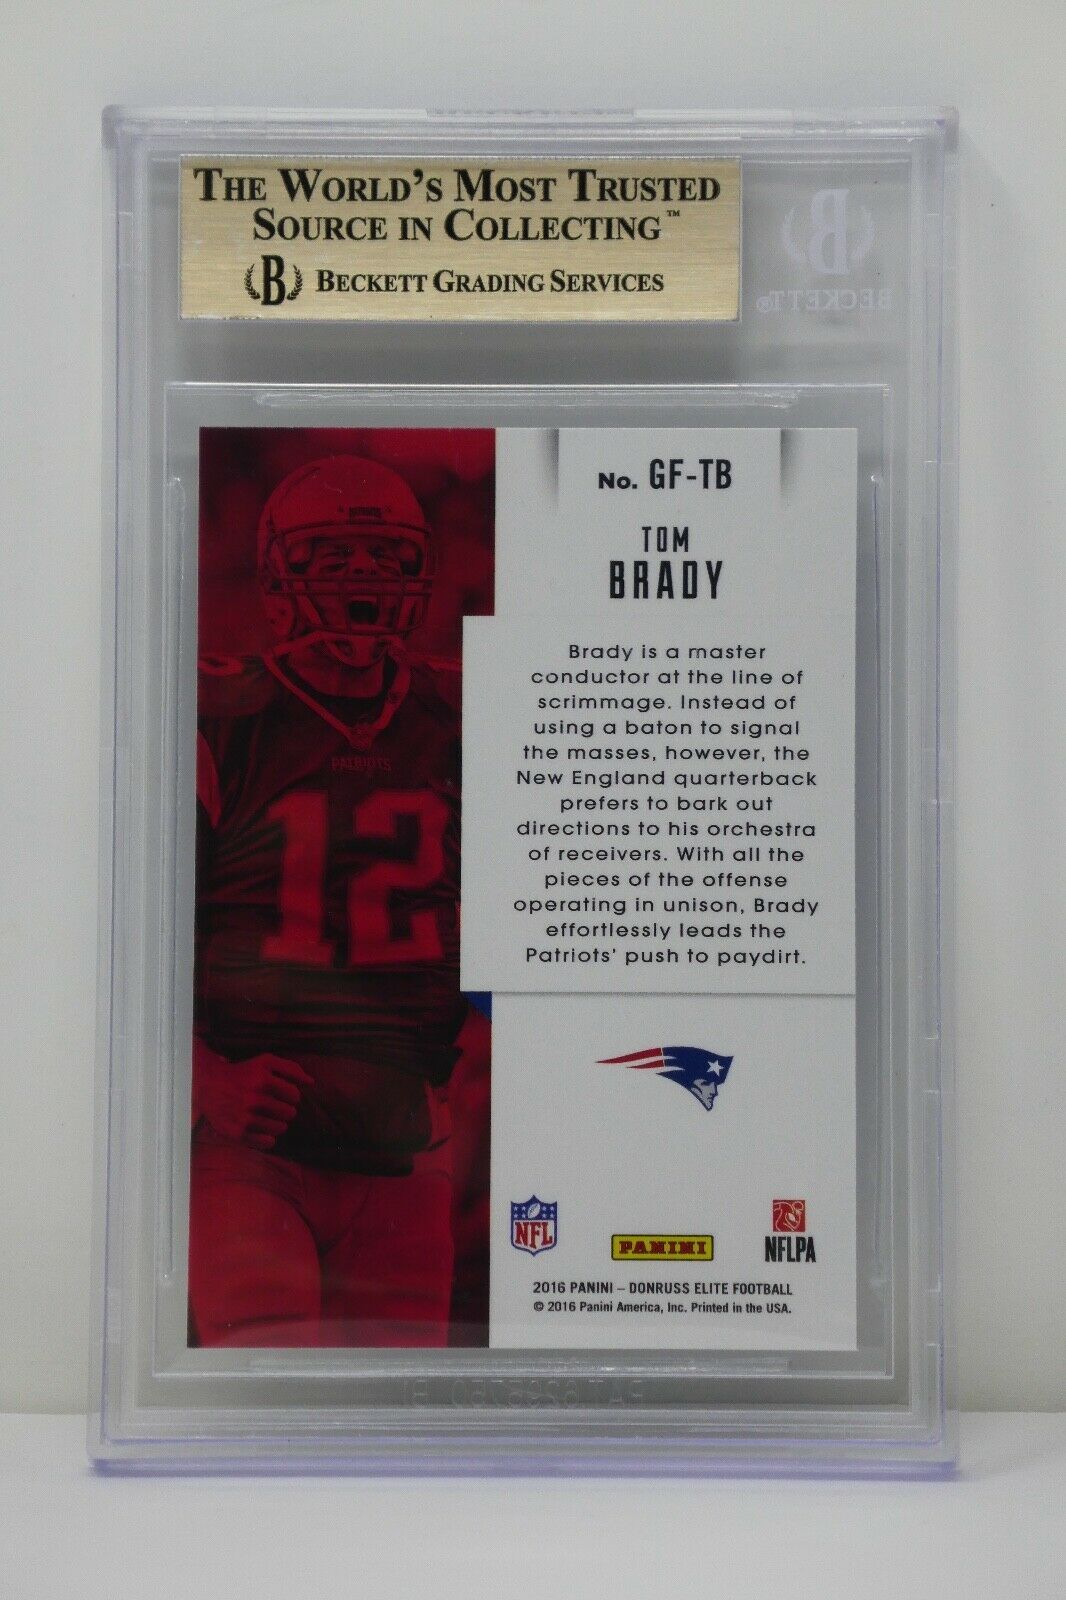 THE WORLD'S MOST TRUSTED
SOURCE IN COLLECTING™
B BECKETT GRADING SERVICES
B
BECKETT®
No. GF-TB
TOM
BRADY
Brady is a master
conductor at the line of
scrimmage. Instead of
using a baton to signal
the masses, however, the
New England quarterback
prefers to bark out
directions to his orchestra
of receivers. With all the
pieces of the offense
operating in unison, Brady
effortlessly leads the
Patriots' push to paydirt.
PATRIOTS
PATRIOTS
12
NFL
PANINI
NFLPA
2016 PANINI – DONRUSS ELITE FOOTBALL
© 2016 Panini America, Inc. Printed in the USA.